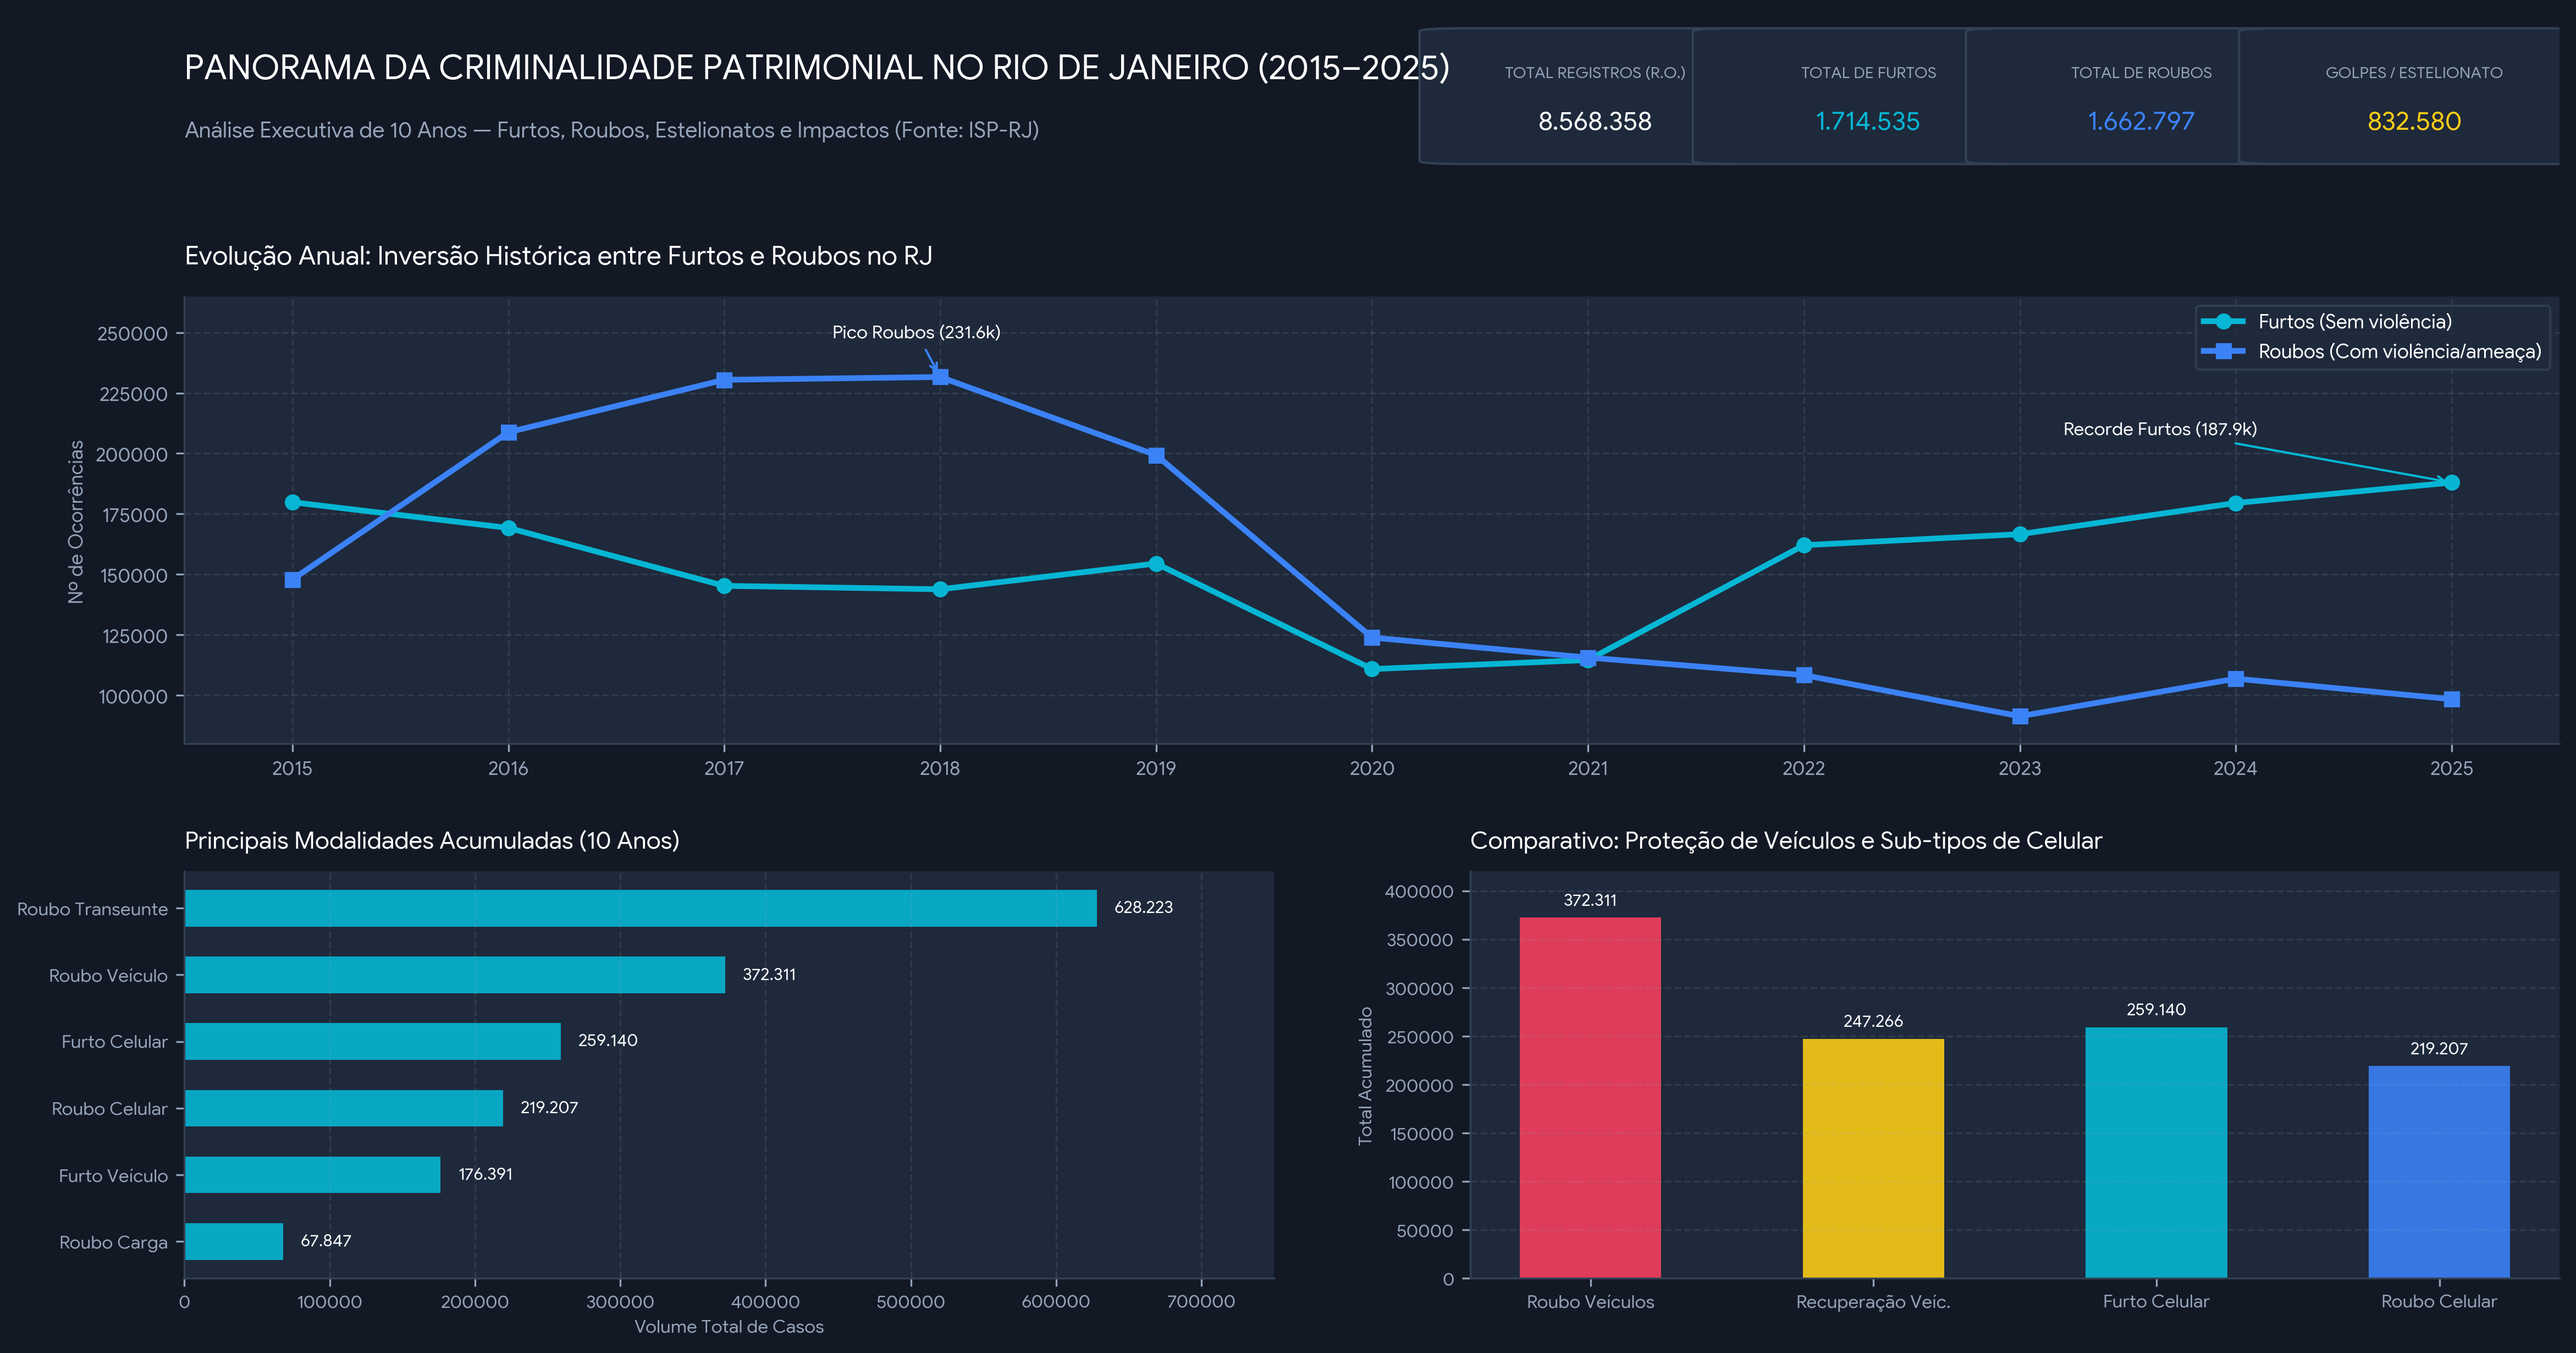 PANORAMA DA CRIMINALIDADE PATRIMONIAL NO RIO DE JANEIRO (2015–2025)
Análise Executiva de 10 Anos — Furtos, Roubos, Estelionatos e Impactos (Fonte: ISP-RJ)
TOTAL REGISTROS (R.O.)
8.568.358
TOTAL DE FURTOS
1.714.535
TOTAL DE ROUBOS
1.662.797
GOLPES / ESTELIONATO
832.580
Evolução Anual: Inversão Histórica entre Furtos e Roubos no RJ
Nº de Ocorrências
250000
225000
200000
175000
150000
125000
100000
Pico Roubos (231.6k)
Recorde Furtos (187.9k)
Furtos (Sem violência)
Roubos (Com violência/ameaça)
2015
2016
2017
2018
2019
2020
2021
2022
2023
2024
2025
Principais Modalidades Acumuladas (10 Anos)
Roubo Transeunte
628.223
Roubo Veículo
372.311
Furto Celular
259.140
Roubo Celular
219.207
Furto Veículo
176.391
Roubo Carga
67.847
0
100000
200000
300000
400000
500000
600000
700000
Volume Total de Casos
Comparativo: Proteção de Veículos e Sub-tipos de Celular
Total Acumulado
400000
350000
300000
250000
200000
150000
100000
50000
0
372.311
247.266
259.140
219.207
Roubo Veículos
Recuperação Veíc.
Furto Celular
Roubo Celular